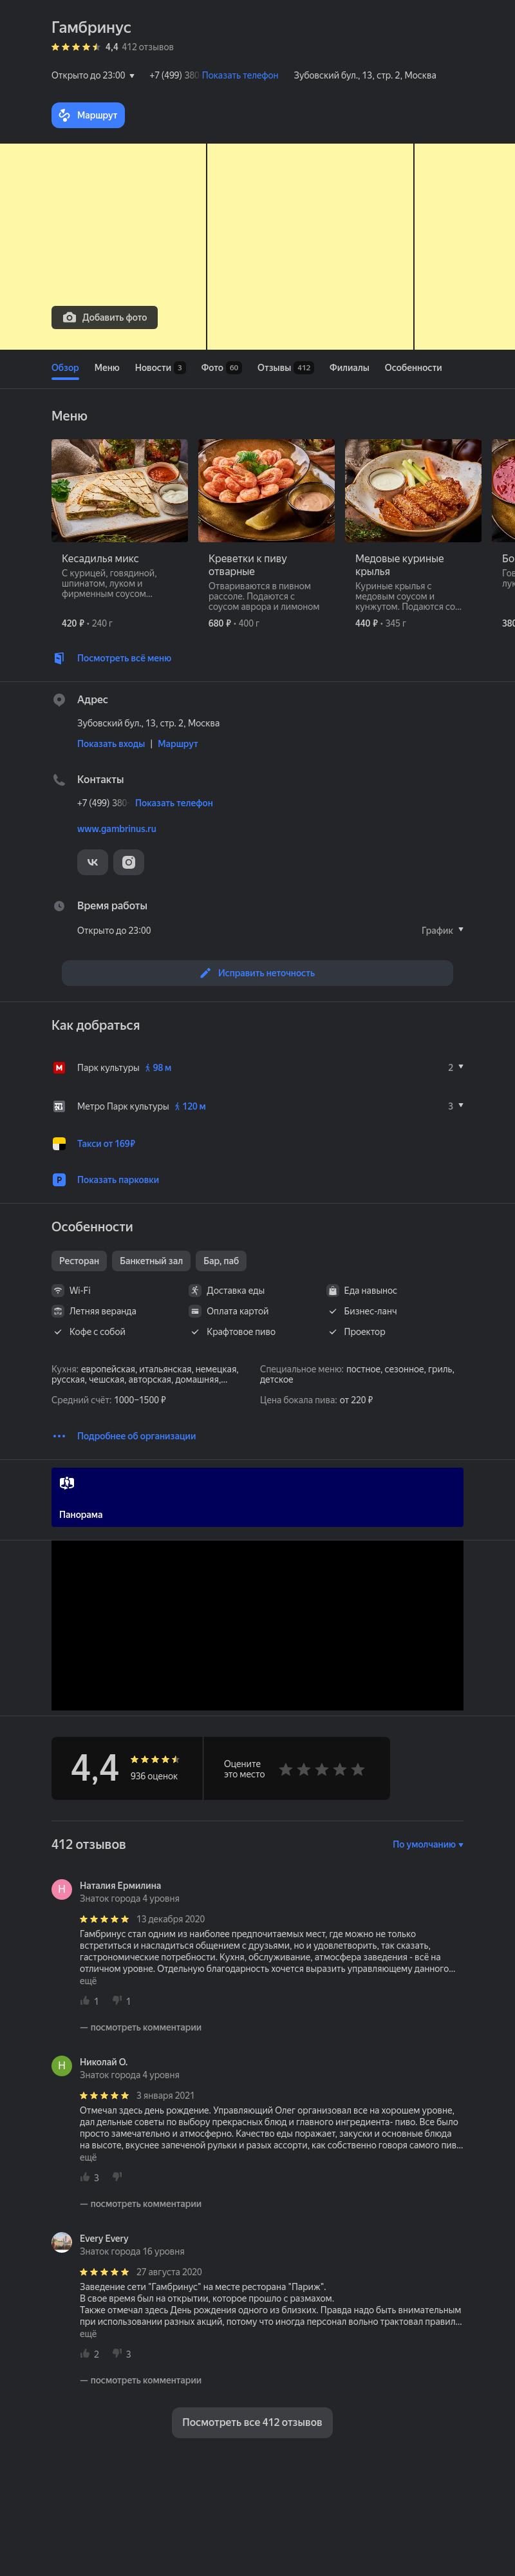 Гамбринус
4,4 412 отзывов
Открыто до 23:00
+7 (499) 380 Показать телефон
Зубовский бул., 13, стр. 2, Москва
Маршрут
Добавить фото
Обзор Меню Новости 3 Фото 60 Отзывы 412 Филиалы Особенности
Меню
Кесадилья микс
С курицей, говядиной,
шпинатом, луком и
фирменным соусом...
420 ₽ • 240 г
Креветки к пиву
отварные
Отвариваются в пивном
рассоле. Подаются с
соусом аврора и лимоном
680 ₽ • 400 г
Медовые куриные
крылья
Куриные крылья с
медовым соусом и
кунжутом. Подаются со...
440 ₽ • 345 г
Бо
Гов
лук
380
Посмотреть всё меню
Адрес
Зубовский бул., 13, стр. 2, Москва
Показать входы | Маршрут
Контакты
+7 (499) 380- Показать телефон
www.gambrinus.ru
Время работы
Открыто до 23:00
График
Исправить неточность
Как добраться
М Парк культуры 98 м 2
Метро Парк культуры 120 м 3
Такси от 169₽
P Показать парковки
Особенности
Ресторан Банкетный зал Бар, паб
Wi-Fi Доставка еды Еда навынос
Летняя веранда Оплата картой Бизнес-ланч
Кофе с собой Крафтовое пиво Проектор
Кухня: европейская, итальянская, немецкая,
русская, чешская, авторская, домашняя,...
Специальное меню: постное, сезонное, гриль,
детское
Средний счёт: 1000–1500 ₽
Цена бокала пива: от 220 ₽
Подробнее об организации
Панорама
4,4
936 оценок
Оцените
это место
412 отзывов
По умолчанию
Н
Наталия Ермилина
Знаток города 4 уровня
13 декабря 2020
Гамбринус стал одним из наиболее предпочитаемых мест, где можно не только
встретиться и насладиться общением с друзьями, но и удовлетворить, так сказать,
гастрономические потребности. Кухня, обслуживание, атмосфера заведения - всё на
отличном уровне. Отдельную благодарность хочется выразить управляющему данного...
ещё
1 1
— посмотреть комментарии
Н
Николай О.
Знаток города 4 уровня
3 января 2021
Отмечал здесь день рождение. Управляющий Олег организовал все на хорошем уровне,
дал дельные советы по выбору прекрасных блюд и главного ингредиента- пиво. Все было
просто замечательно и атмосферно. Качество еды поражает, закуски и основные блюда
на высоте, вкуснее запеченой рульки и разых ассорти, как собственно говоря самого пив...
ещё
3
— посмотреть комментарии
Every Every
Знаток города 16 уровня
27 августа 2020
Заведение сети "Гамбринус" на месте ресторана "Париж".
В свое время был на открытии, которое прошло с размахом.
Также отмечал здесь День рождения одного из близких. Правда надо быть внимательным
при использовании разных акций, потому что иногда персонал вольно трактовал правил...
ещё
2 3
— посмотреть комментарии
Посмотреть все 412 отзывов